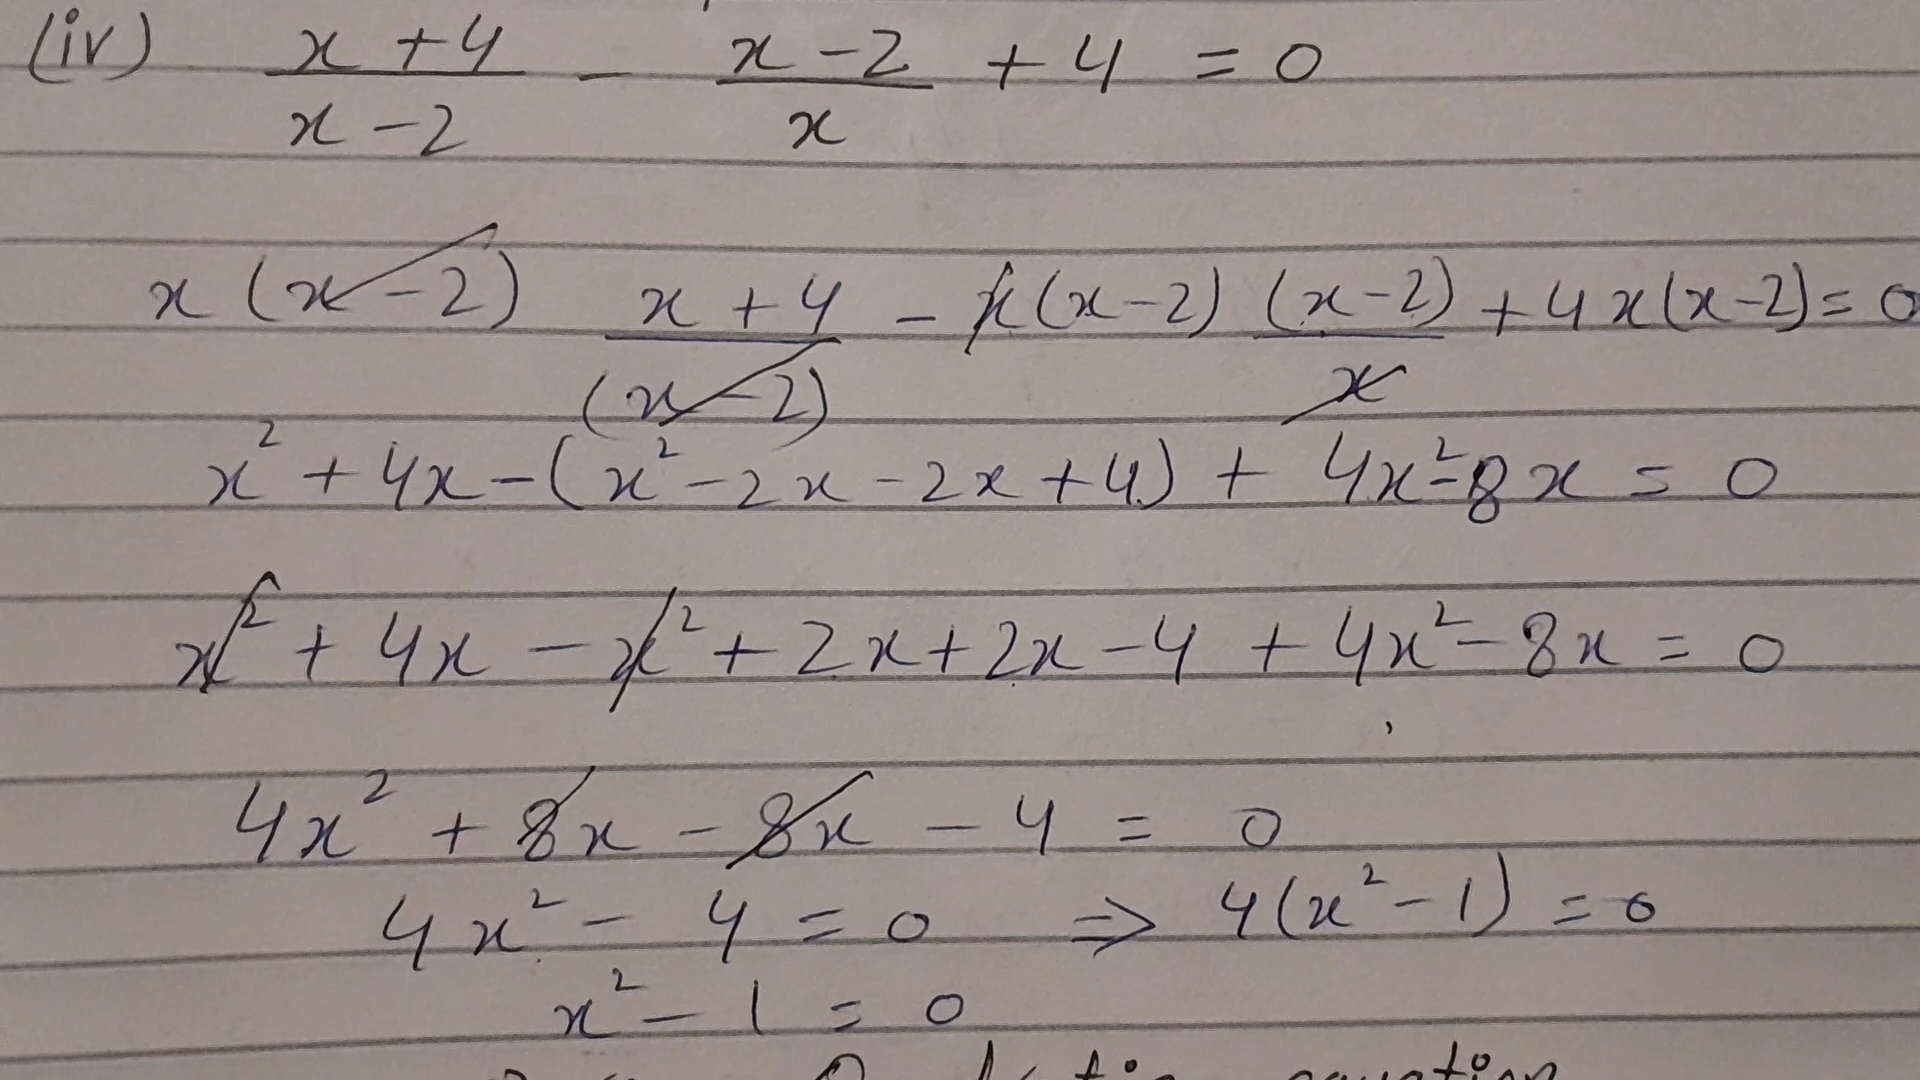 (iv) (x+4)/(x-2) - (x-2)/x + 4 = 0
x(x-2) (x+4)/(x-2) - x(x-2) (x-2)/x + 4x(x-2) = 0
x² + 4x - (x² - 2x - 2x + 4) + 4x² - 8x = 0
x² + 4x - x² + 2x + 2x - 4 + 4x² - 8x = 0
4x² + 8x - 8x - 4 = 0
4x² - 4 = 0 ⇒ 4(x² - 1) = 0
x² - 1 = 0
equation